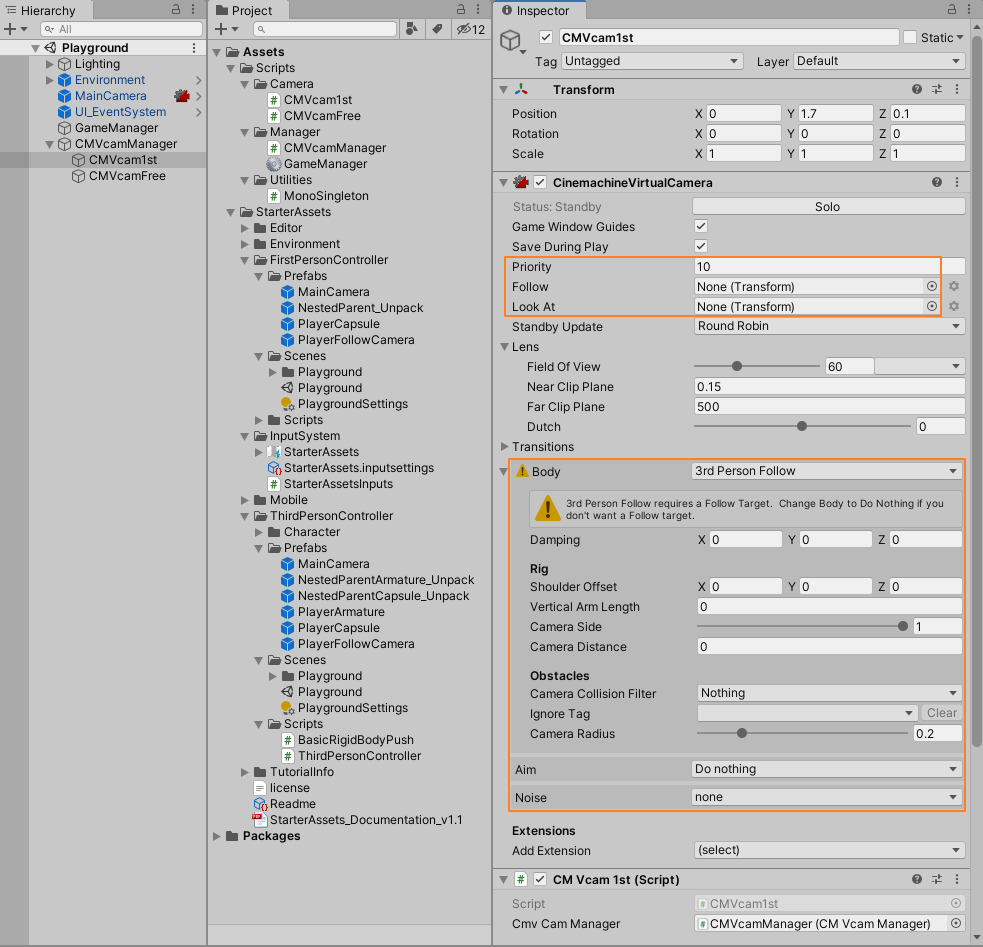 Hierarchy
All
Playground
Lighting
Environment
MainCamera
UI_EventSystem
GameManager
CMVcamManager
CMVcam1st
CMVcamFree
Project
12
Assets
Scripts
Camera
CMVcam1st
CMVcamFree
Manager
CMVcamManager
GameManager
Utilities
MonoSingleton
StarterAssets
Editor
Environment
FirstPersonController
Prefabs
MainCamera
NestedParent_Unpack
PlayerCapsule
PlayerFollowCamera
Scenes
Playground
Playground
PlaygroundSettings
Scripts
InputSystem
StarterAssets
StarterAssets.inputsettings
StarterAssetsInputs
Mobile
ThirdPersonController
Character
Prefabs
MainCamera
NestedParentArmature_Unpack
NestedParentCapsule_Unpack
PlayerArmature
PlayerCapsule
PlayerFollowCamera
Scenes
Playground
Playground
PlaygroundSettings
Scripts
BasicRigidBodyPush
ThirdPersonController
TutorialInfo
license
Readme
StarterAssets_Documentation_v1.1
Packages
Inspector
CMVcam1st Static
Tag Untagged Layer Default
Transform
Position X 0 Y 1.7 Z 0.1
Rotation X 0 Y 0 Z 0
Scale X 1 Y 1 Z 1
CinemachineVirtualCamera
Status: Standby Solo
Game Window Guides
Save During Play
Priority 10
Follow None (Transform)
Look At None (Transform)
Standby Update Round Robin
Lens
Field Of View 60
Near Clip Plane 0.15
Far Clip Plane 500
Dutch 0
Transitions
Body 3rd Person Follow
3rd Person Follow requires a Follow Target. Change Body to Do Nothing if you
don't want a Follow target.
Damping X 0 Y 0 Z 0
Rig
Shoulder Offset X 0 Y 0 Z 0
Vertical Arm Length 0
Camera Side 1
Camera Distance 0
Obstacles
Camera Collision Filter Nothing
Ignore Tag Clear
Camera Radius 0.2
Aim Do nothing
Noise none
Extensions
Add Extension (select)
# CM Vcam 1st (Script)
Script # CMVcam1st
Cmv Cam Manager # CMVcamManager (CM Vcam Manager)